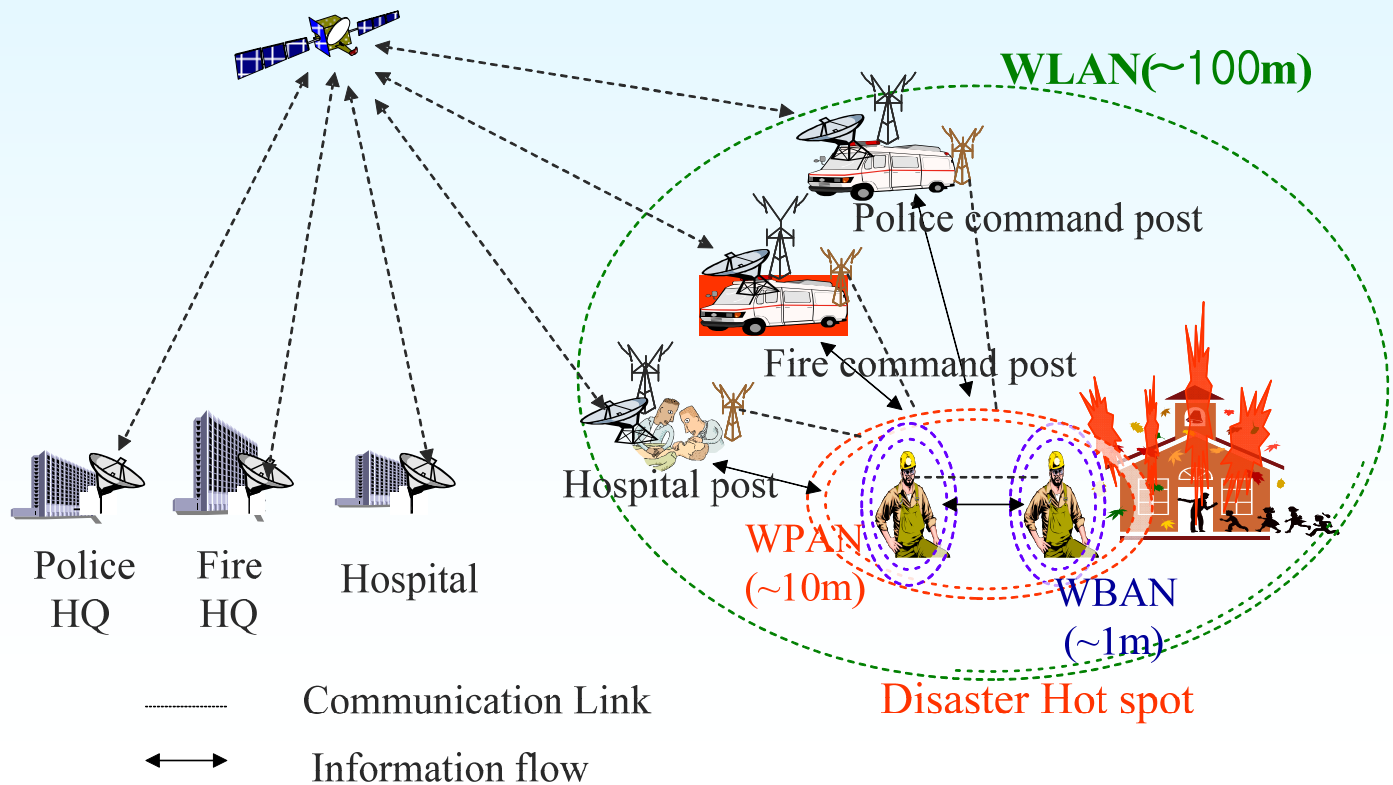 WLAN(~100m)
Police command post
Fire command post
Hospital post
WPAN
(~10m)
WBAN
(~1m)
Police
HQ
Fire
HQ
Hospital
Disaster Hot spot
Communication Link
Information flow